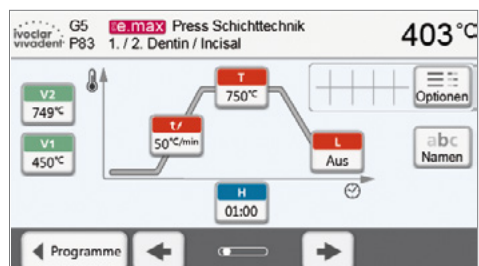 ivoclar vivadent G5 P83
e.max Press Schichttechnik
1. / 2. Dentin / Incisal
403°C
V2
749°C
V1
450°C
t↗
50°C/min
T
750°C
L
Aus
H
01:00
Optionen
abc
Namen
Programme